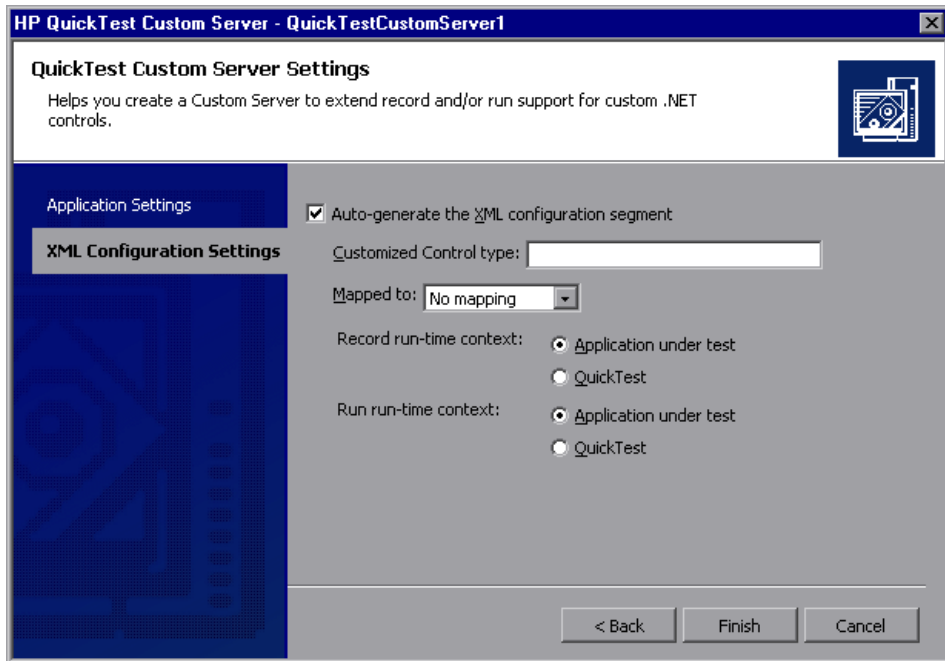 HP QuickTest Custom Server - QuickTestCustomServer1
QuickTest Custom Server Settings
Helps you create a Custom Server to extend record and/or run support for custom .NET
controls.
Application Settings
XML Configuration Settings
Auto-generate the XML configuration segment
Customized Control type:
Mapped to: No mapping
Record run-time context: Application under test
QuickTest
Run run-time context: Application under test
QuickTest
< Back Finish Cancel